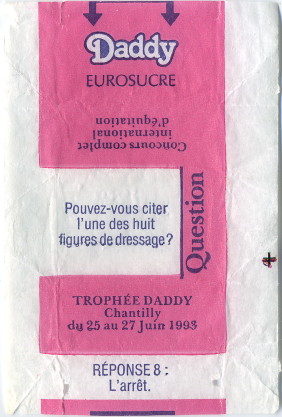 Daddy
EUROSUCRE
Concours complet
international
d'équitation
Pouvez-vous citer
l'une des huit
figures de dressage?
Question
TROPHÉE DADDY
Chantilly
du 25 au 27 Juin 1993
RÉPONSE 8 :
L'arrêt.